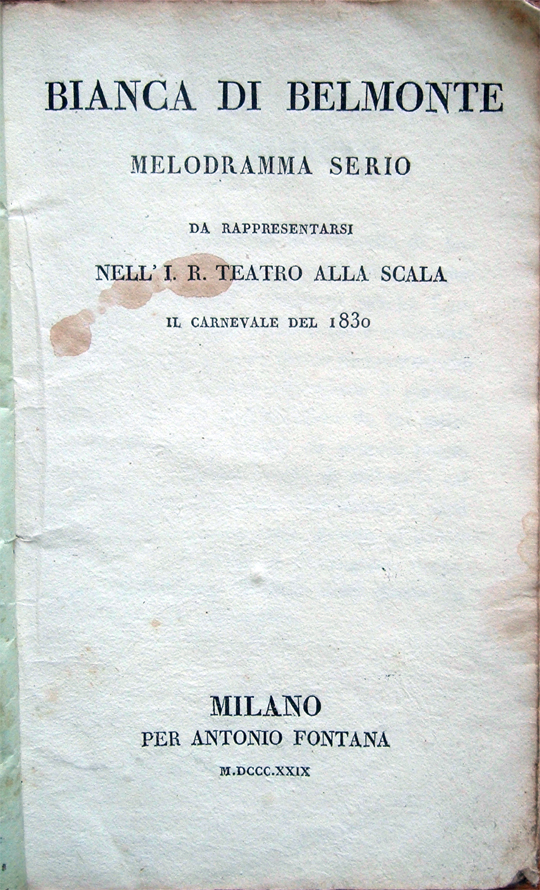 BIANCA DI BELMONTE
MELODRAMMA SERIO
DA RAPPRESENTARSI
NELL' I. R. TEATRO ALLA SCALA
IL CARNEVALE DEL 1830
MILANO
PER ANTONIO FONTANA
M.DCCC.XXIX